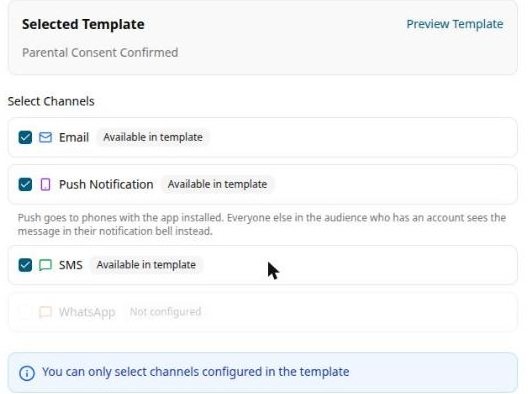 Selected Template
Preview Template
Parental Consent Confirmed
Select Channels
Email Available in template
Push Notification Available in template
Push goes to phones with the app installed. Everyone else in the audience who has an account sees the
message in their notification bell instead.
SMS Available in template
WhatsApp Not configured
You can only select channels configured in the template